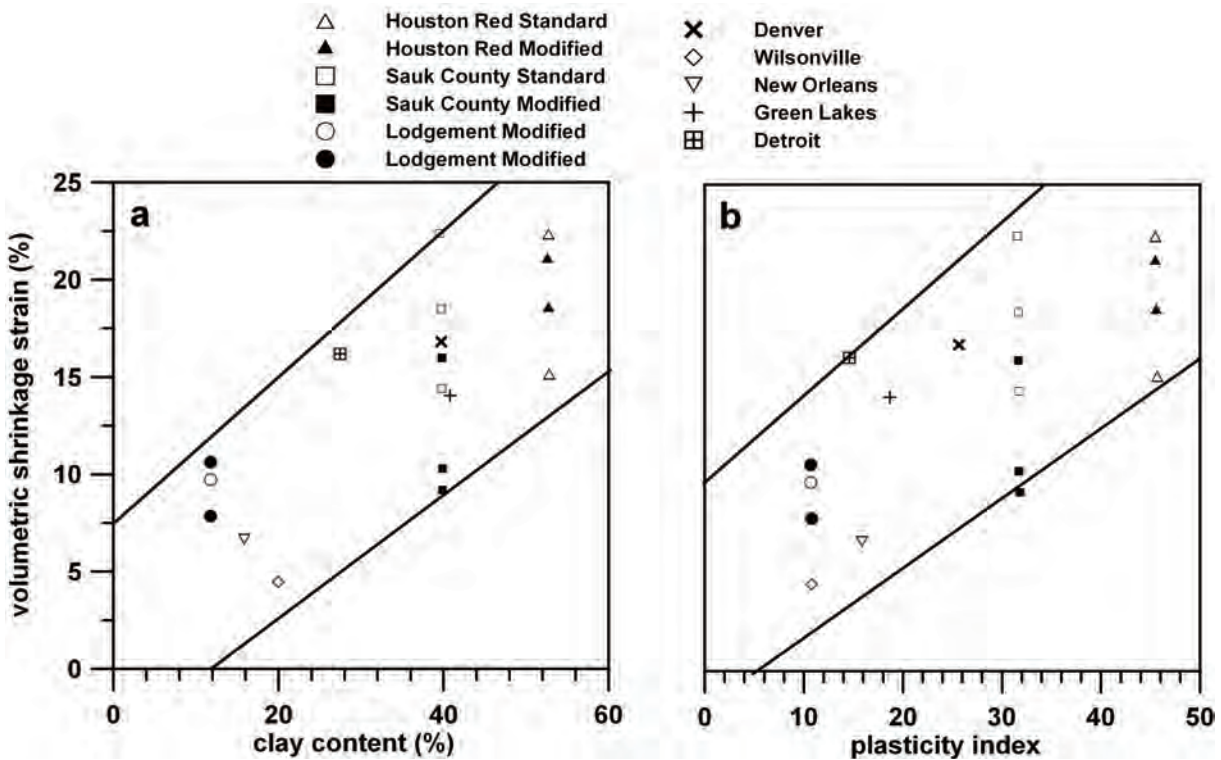 Houston Red Standard
Houston Red Modified
Sauk County Standard
Sauk County Modified
Lodgement Modified
Lodgement Modified
Denver
Wilsonville
New Orleans
Green Lakes
Detroit
volumetric shrinkage strain (%)
25
20
15
10
5
0
a
0 20 40 60
clay content (%)
b
0 10 20 30 40 50
plasticity index